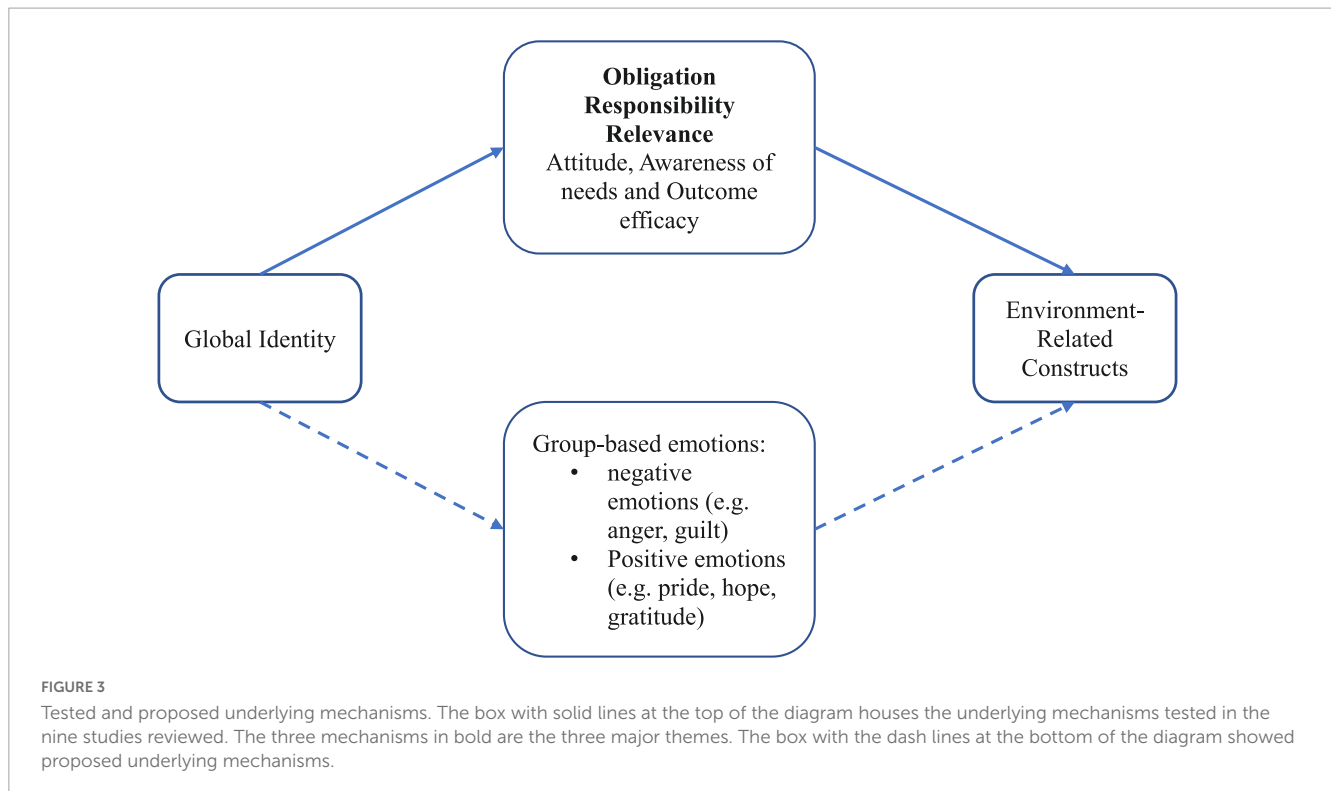 Obligation
Responsibility
Relevance
Attitude, Awareness of
needs and Outcome
efficacy
Global Identity
Environment-
Related
Constructs
Group-based emotions:
• negative
emotions (e.g.
anger, guilt)
• Positive emotions
(e.g. pride, hope,
gratitude)
FIGURE 3
Tested and proposed underlying mechanisms. The box with solid lines at the top of the diagram houses the underlying mechanisms tested in the
nine studies reviewed. The three mechanisms in bold are the three major themes. The box with the dash lines at the bottom of the diagram showed
proposed underlying mechanisms.